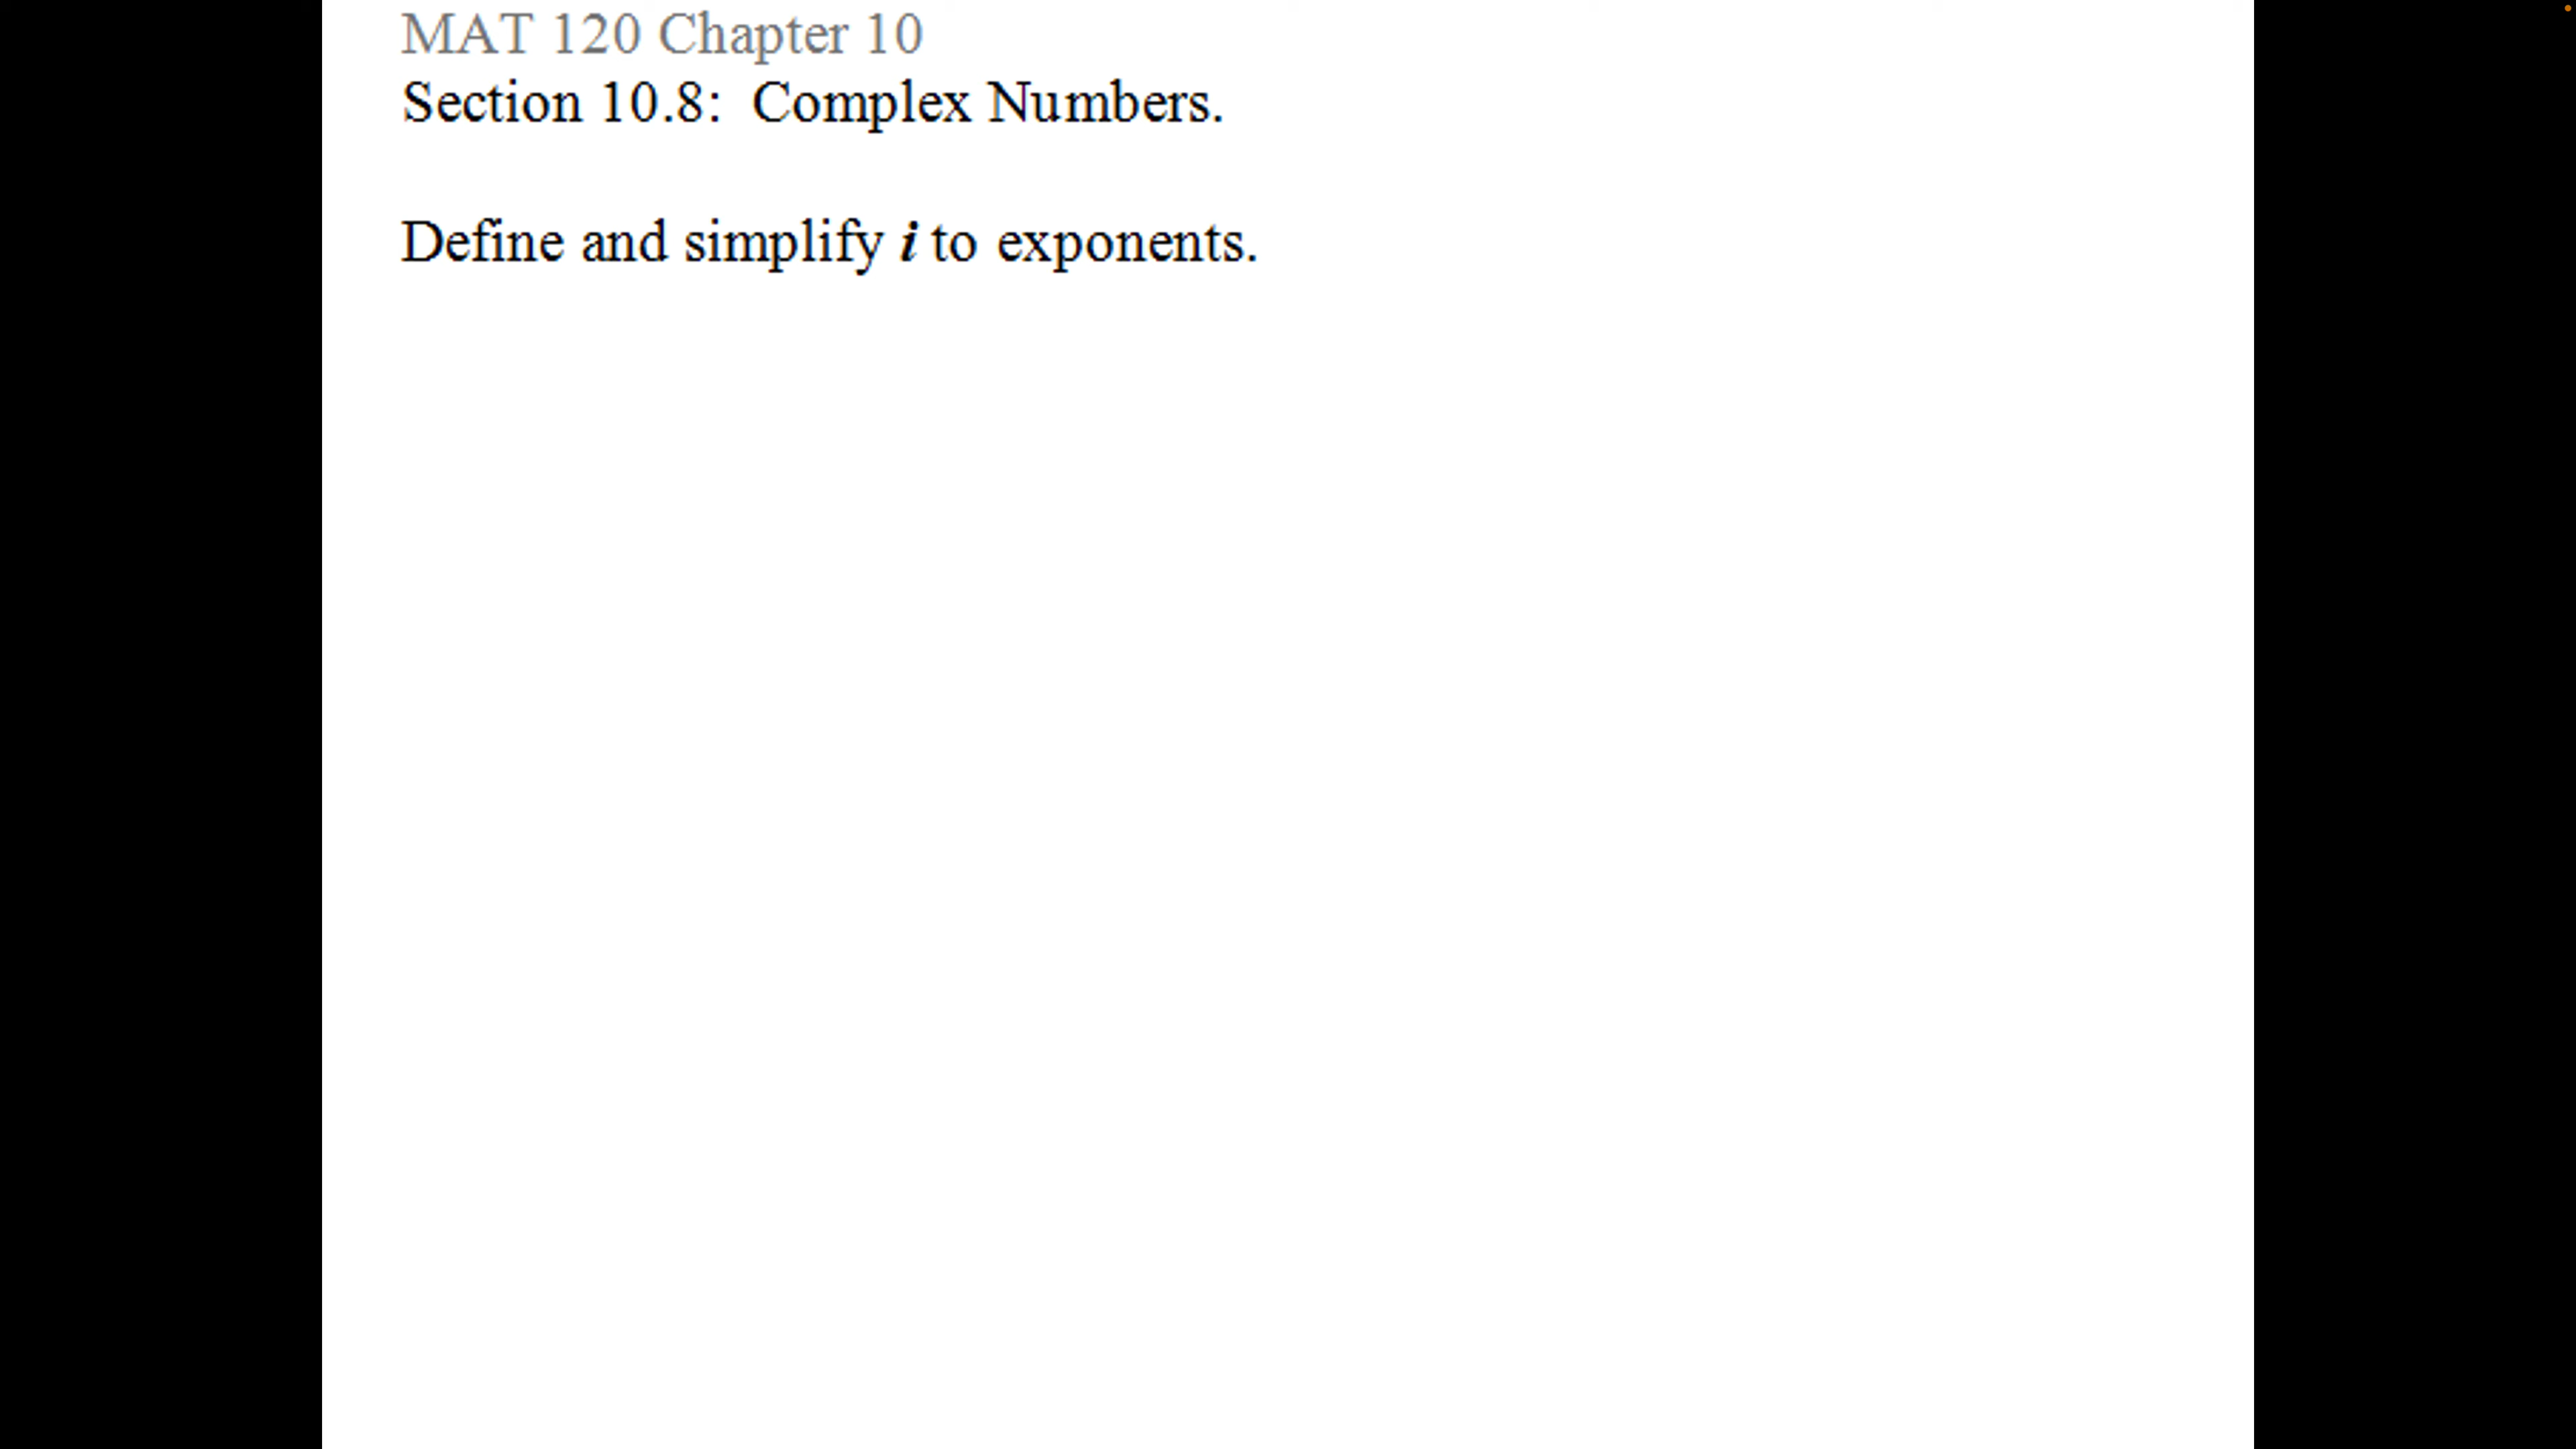 MAT 120 Chapter 10
Section 10.8:  Complex Numbers.
Define and simplify i to exponents.